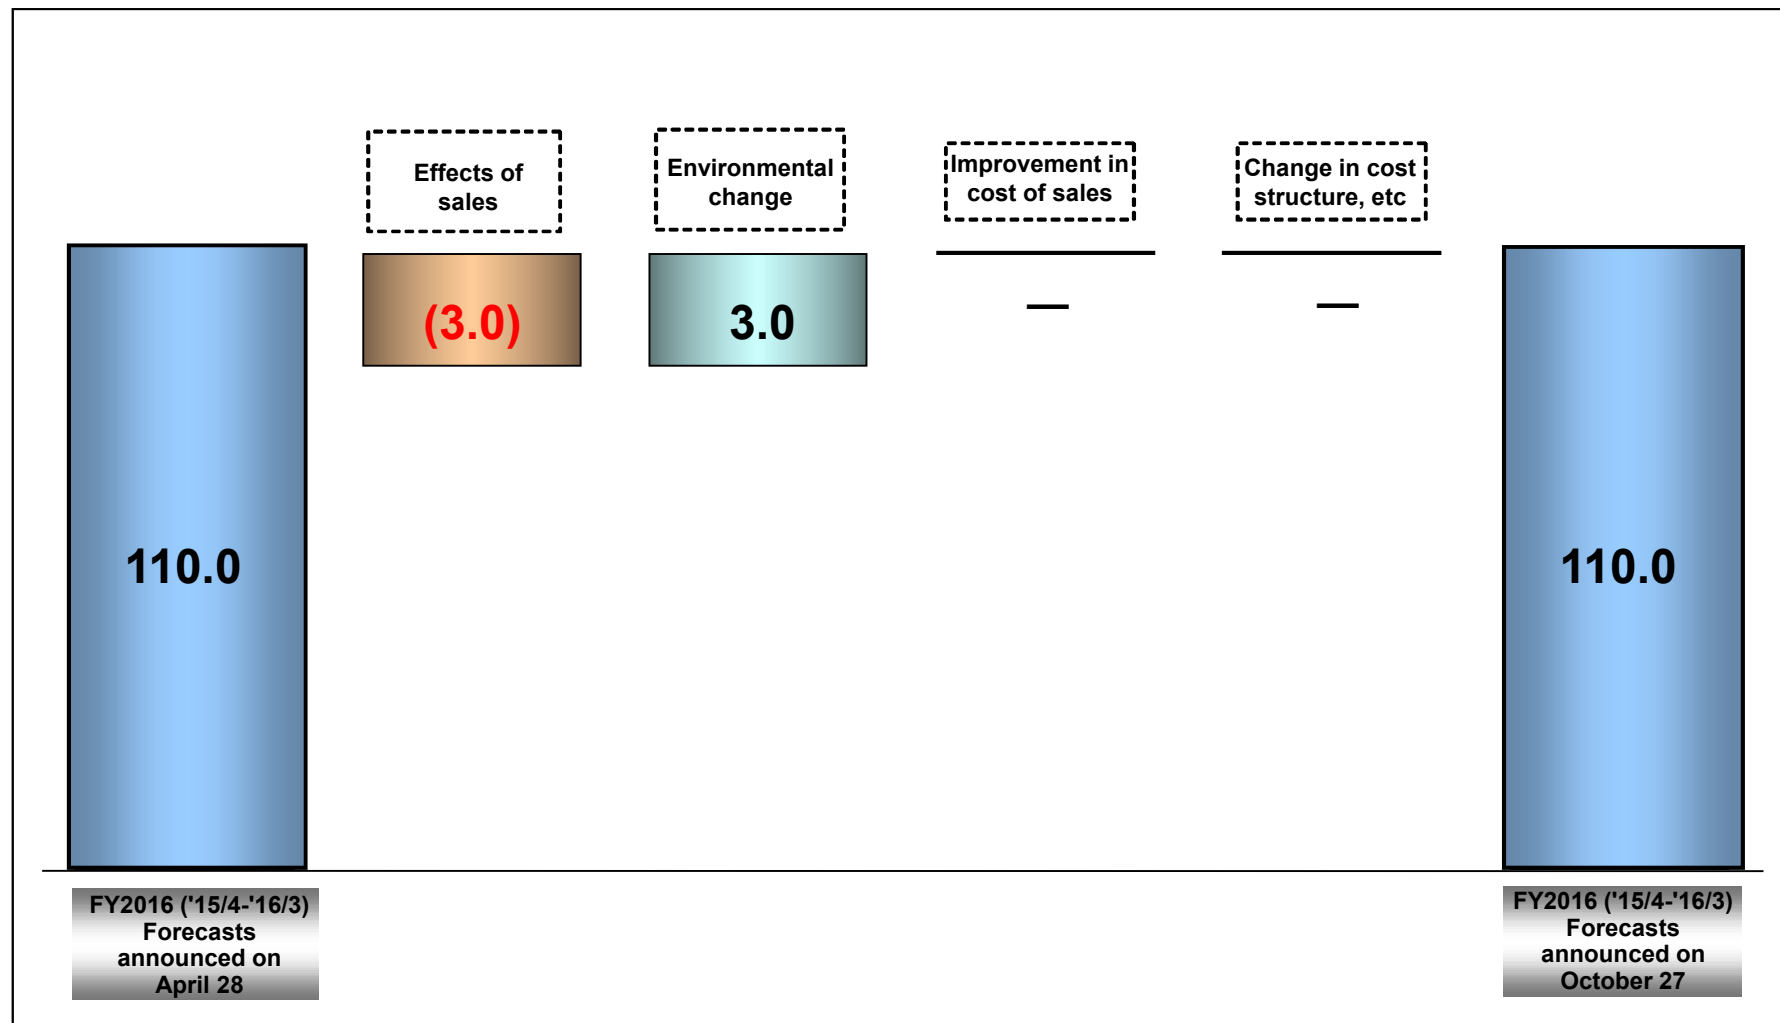 Effects of
sales
Environmental
change
Improvement in
cost of sales
Change in cost
structure, etc
110.0
(3.0)
3.0
—
—
110.0
FY2016 ('15/4-'16/3)
Forecasts
announced on
April 28
FY2016 ('15/4-'16/3)
Forecasts
announced on
October 27